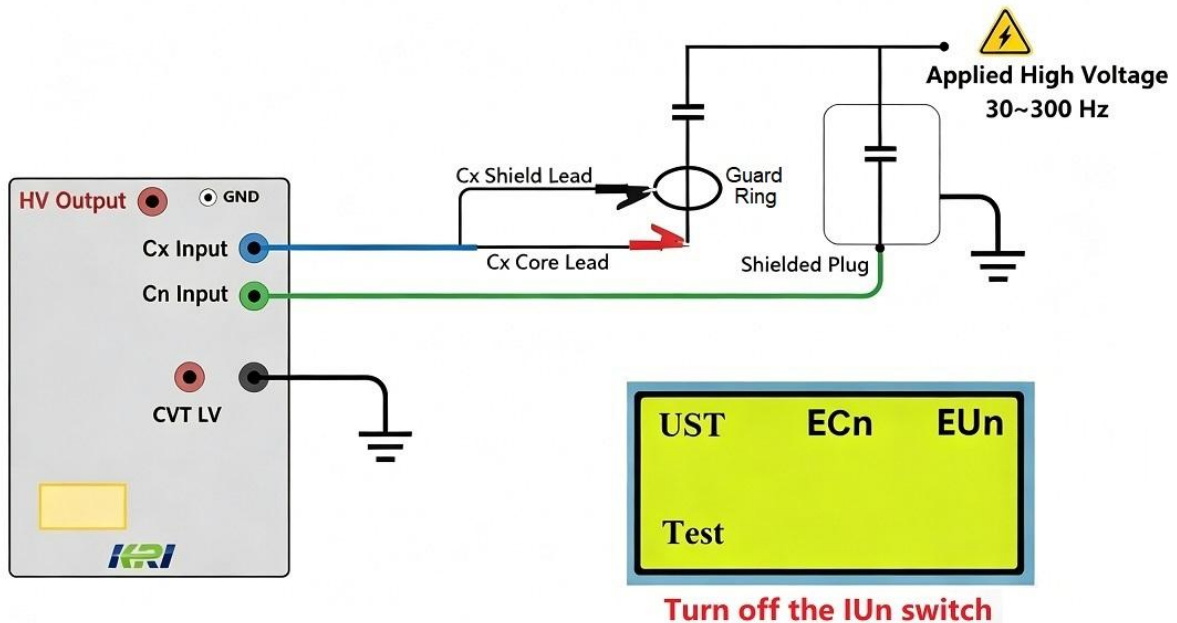 Applied High Voltage
30~300 Hz
Cx Shield Lead
Guard
Ring
HV Output
GND
Cx Input
Cx Core Lead
Shielded Plug
Cn Input
CVT LV
UST ECn EUn
Test
KRI
Turn off the IUn switch